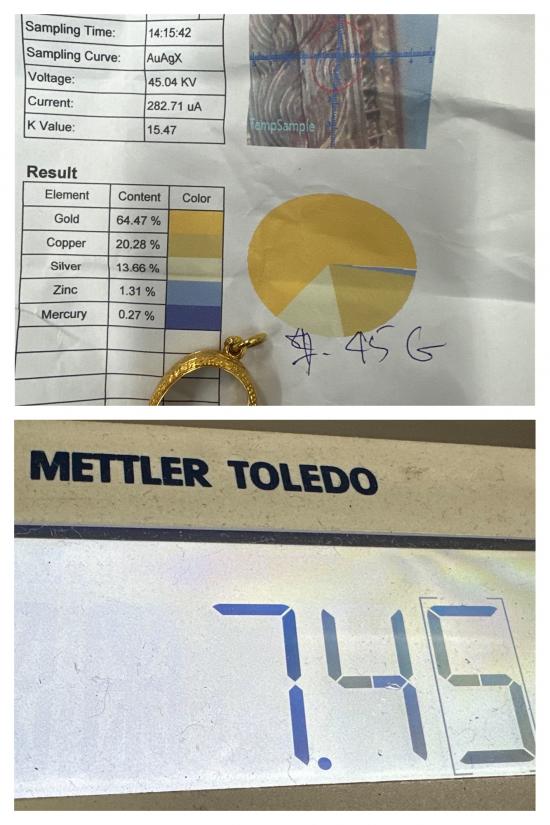 Sampling Time: 14:15:42
Sampling Curve: AuAgX
Voltage: 45.04 KV
Current: 282.71 uA
K Value: 15.47
TempSample
Result
Element Content Color
Gold 64.47 %
Copper 20.28 %
Silver 13.66 %
Zinc 1.31 %
Mercury 0.27 %
.45 G
METTLER TOLEDO
7.45